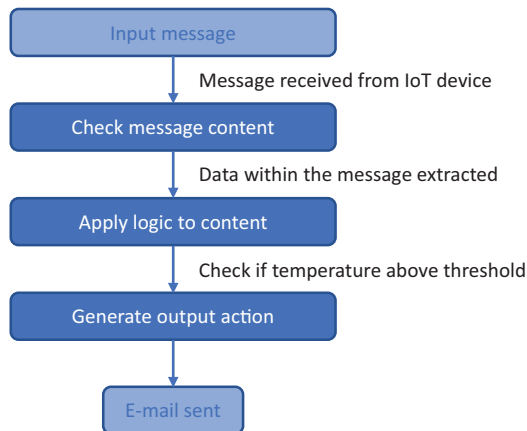 Input message
Message received from IoT device
Check message content
Data within the message extracted
Apply logic to content
Check if temperature above threshold
Generate output action
E-mail sent